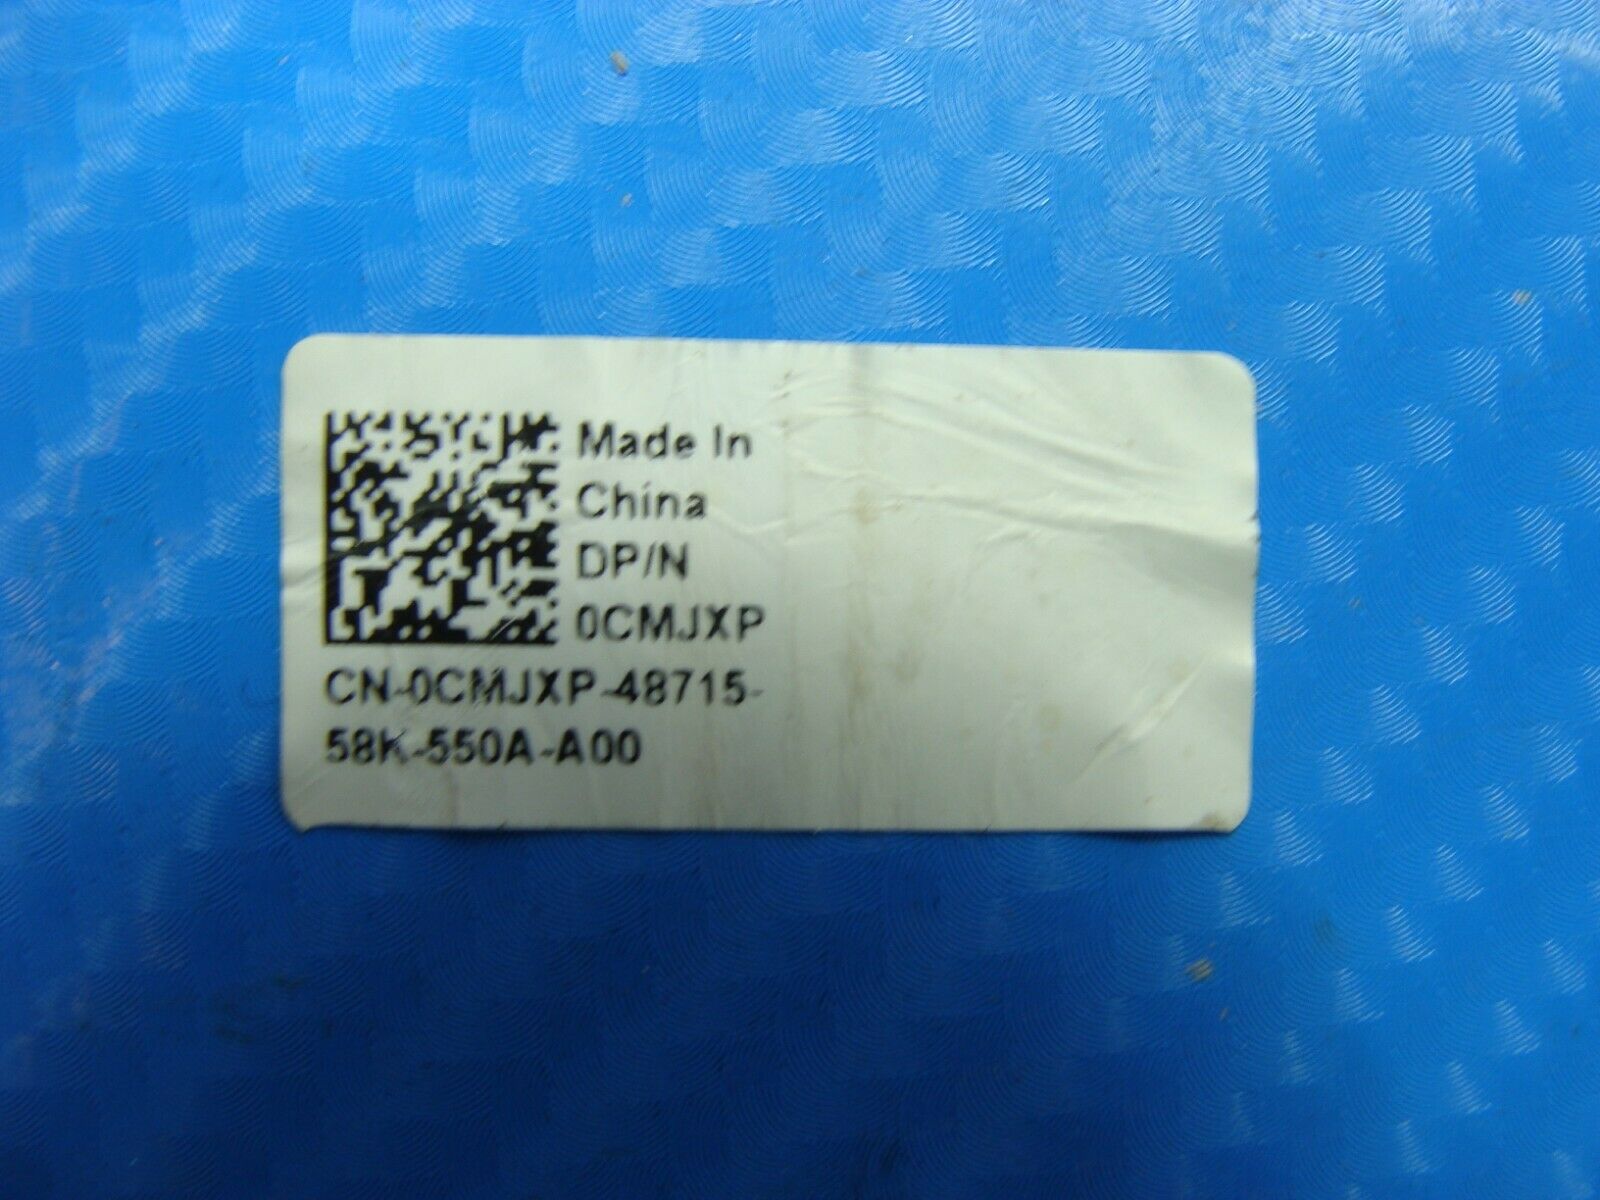 Made In
China
DP/N
0CMJXP
CN-0CMJXP-48715-
58K-550A-A00